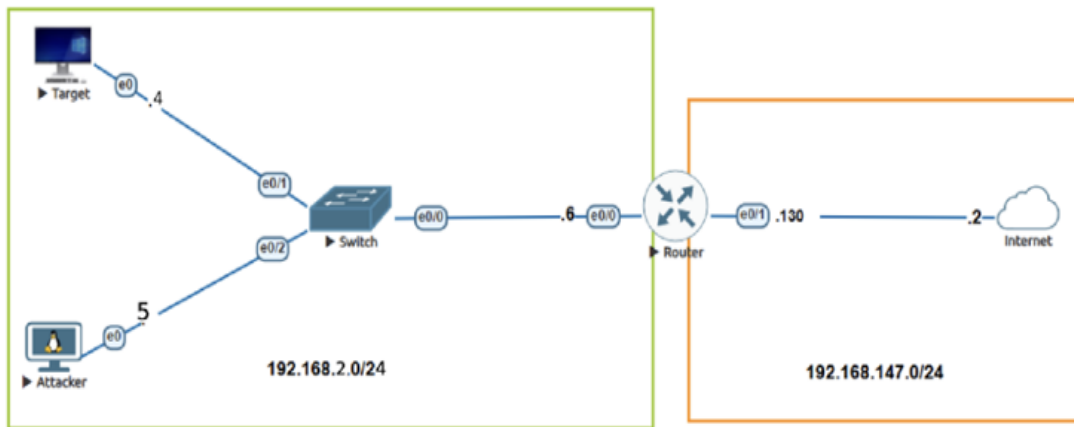 e0
.4
▶ Target
e0/1
e0/0
.6
e0/0
e0/1
.130
.2
▶ Switch
Internet
▶ Router
e0/2
5
e0
192.168.2.0/24
192.168.147.0/24
▶ Attacker